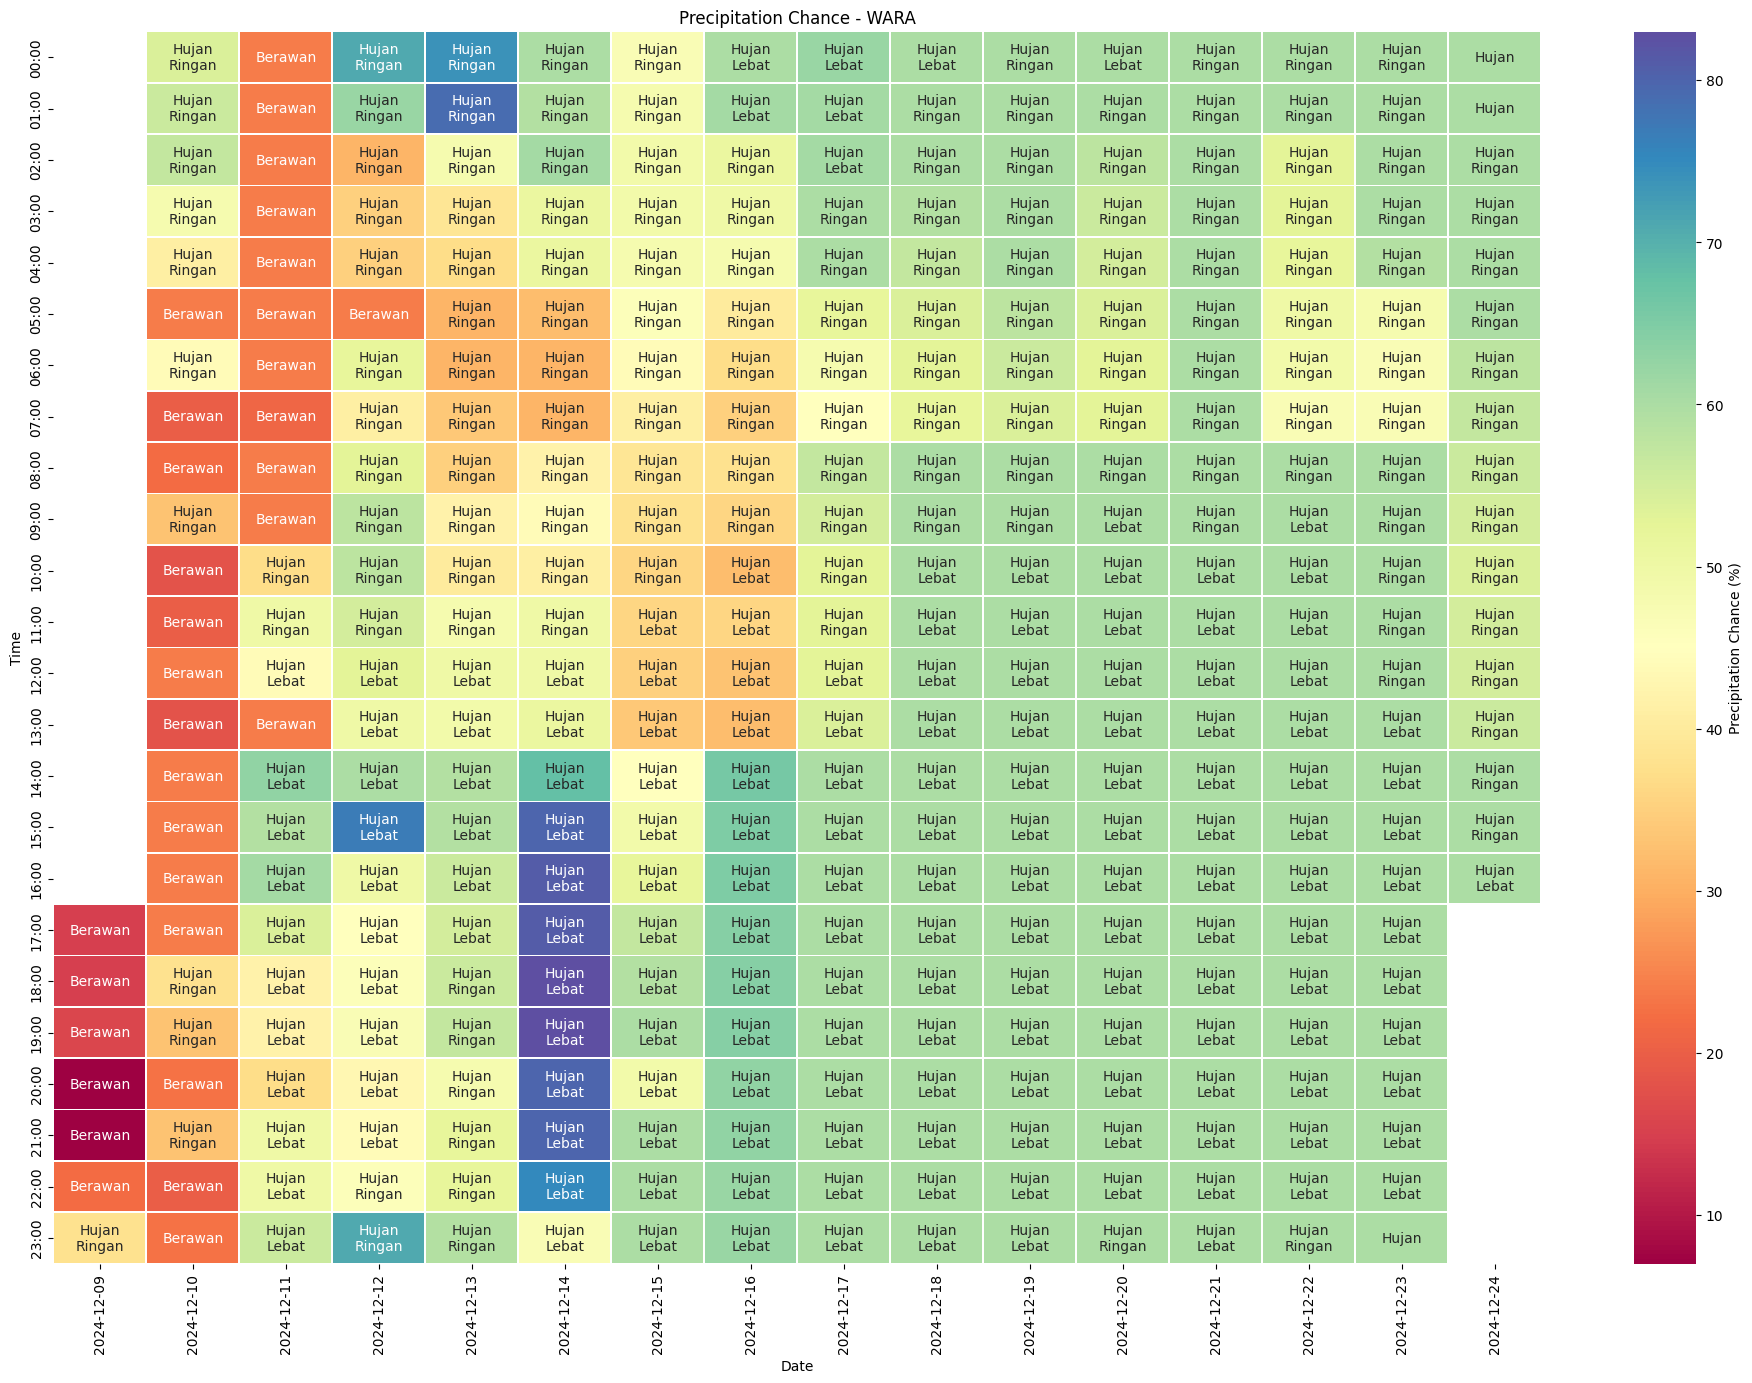 Precipitation Chance - WARA
00:00 Hujan Ringan Berawan Hujan Ringan Hujan Ringan Hujan Ringan Hujan Ringan Hujan Lebat Hujan Lebat Hujan Lebat Hujan Ringan Hujan Lebat Hujan Ringan Hujan Ringan Hujan Ringan Hujan
01:00 Hujan Ringan Berawan Hujan Ringan Hujan Ringan Hujan Ringan Hujan Ringan Hujan Lebat Hujan Lebat Hujan Ringan Hujan Ringan Hujan Ringan Hujan Ringan Hujan Ringan Hujan Ringan Hujan
02:00 Hujan Ringan Berawan Hujan Ringan Hujan Ringan Hujan Ringan Hujan Ringan Hujan Ringan Hujan Lebat Hujan Ringan Hujan Ringan Hujan Ringan Hujan Ringan Hujan Ringan Hujan Ringan Hujan Ringan
03:00 Hujan Ringan Berawan Hujan Ringan Hujan Ringan Hujan Ringan Hujan Ringan Hujan Ringan Hujan Ringan Hujan Ringan Hujan Ringan Hujan Ringan Hujan Ringan Hujan Ringan Hujan Ringan Hujan Ringan
04:00 Hujan Ringan Berawan Hujan Ringan Hujan Ringan Hujan Ringan Hujan Ringan Hujan Ringan Hujan Ringan Hujan Ringan Hujan Ringan Hujan Ringan Hujan Ringan Hujan Ringan Hujan Ringan Hujan Ringan
05:00 Berawan Berawan Berawan Hujan Ringan Hujan Ringan Hujan Ringan Hujan Ringan Hujan Ringan Hujan Ringan Hujan Ringan Hujan Ringan Hujan Ringan Hujan Ringan Hujan Ringan Hujan Ringan
06:00 Hujan Ringan Berawan Hujan Ringan Hujan Ringan Hujan Ringan Hujan Ringan Hujan Ringan Hujan Ringan Hujan Ringan Hujan Ringan Hujan Ringan Hujan Ringan Hujan Ringan Hujan Ringan Hujan Ringan
07:00 Berawan Berawan Hujan Ringan Hujan Ringan Hujan Ringan Hujan Ringan Hujan Ringan Hujan Ringan Hujan Ringan Hujan Ringan Hujan Ringan Hujan Ringan Hujan Ringan Hujan Ringan Hujan Ringan
08:00 Berawan Berawan Hujan Ringan Hujan Ringan Hujan Ringan Hujan Ringan Hujan Ringan Hujan Ringan Hujan Ringan Hujan Ringan Hujan Ringan Hujan Ringan Hujan Ringan Hujan Ringan Hujan Ringan
09:00 Hujan Ringan Berawan Hujan Ringan Hujan Ringan Hujan Ringan Hujan Ringan Hujan Ringan Hujan Ringan Hujan Ringan Hujan Ringan Hujan Lebat Hujan Ringan Hujan Lebat Hujan Ringan Hujan Ringan
10:00 Berawan Hujan Ringan Hujan Ringan Hujan Ringan Hujan Ringan Hujan Ringan Hujan Lebat Hujan Ringan Hujan Lebat Hujan Lebat Hujan Lebat Hujan Lebat Hujan Lebat Hujan Ringan Hujan Ringan
11:00 Berawan Hujan Ringan Hujan Ringan Hujan Ringan Hujan Ringan Hujan Lebat Hujan Lebat Hujan Ringan Hujan Lebat Hujan Lebat Hujan Lebat Hujan Lebat Hujan Lebat Hujan Ringan Hujan Ringan
12:00 Berawan Hujan Lebat Hujan Lebat Hujan Lebat Hujan Lebat Hujan Lebat Hujan Lebat Hujan Lebat Hujan Lebat Hujan Lebat Hujan Lebat Hujan Lebat Hujan Lebat Hujan Ringan Hujan Ringan
13:00 Berawan Berawan Hujan Lebat Hujan Lebat Hujan Lebat Hujan Lebat Hujan Lebat Hujan Lebat Hujan Lebat Hujan Lebat Hujan Lebat Hujan Lebat Hujan Lebat Hujan Lebat Hujan Ringan
14:00 Berawan Hujan Lebat Hujan Lebat Hujan Lebat Hujan Lebat Hujan Lebat Hujan Lebat Hujan Lebat Hujan Lebat Hujan Lebat Hujan Lebat Hujan Lebat Hujan Lebat Hujan Lebat Hujan Ringan
15:00 Berawan Hujan Lebat Hujan Lebat Hujan Lebat Hujan Lebat Hujan Lebat Hujan Lebat Hujan Lebat Hujan Lebat Hujan Lebat Hujan Lebat Hujan Lebat Hujan Lebat Hujan Lebat Hujan Ringan
16:00 Berawan Hujan Lebat Hujan Lebat Hujan Lebat Hujan Lebat Hujan Lebat Hujan Lebat Hujan Lebat Hujan Lebat Hujan Lebat Hujan Lebat Hujan Lebat Hujan Lebat Hujan Lebat Hujan Lebat
17:00 Berawan Berawan Hujan Lebat Hujan Lebat Hujan Lebat Hujan Lebat Hujan Lebat Hujan Lebat Hujan Lebat Hujan Lebat Hujan Lebat Hujan Lebat Hujan Lebat Hujan Lebat Hujan Lebat
18:00 Berawan Hujan Ringan Hujan Lebat Hujan Lebat Hujan Ringan Hujan Lebat Hujan Lebat Hujan Lebat Hujan Lebat Hujan Lebat Hujan Lebat Hujan Lebat Hujan Lebat Hujan Lebat Hujan Lebat
19:00 Berawan Hujan Ringan Hujan Lebat Hujan Lebat Hujan Ringan Hujan Lebat Hujan Lebat Hujan Lebat Hujan Lebat Hujan Lebat Hujan Lebat Hujan Lebat Hujan Lebat Hujan Lebat Hujan Lebat
20:00 Berawan Berawan Hujan Lebat Hujan Lebat Hujan Ringan Hujan Lebat Hujan Lebat Hujan Lebat Hujan Lebat Hujan Lebat Hujan Lebat Hujan Lebat Hujan Lebat Hujan Lebat Hujan Lebat
21:00 Berawan Hujan Ringan Hujan Lebat Hujan Lebat Hujan Ringan Hujan Lebat Hujan Lebat Hujan Lebat Hujan Lebat Hujan Lebat Hujan Lebat Hujan Lebat Hujan Lebat Hujan Lebat Hujan Lebat
22:00 Berawan Berawan Hujan Lebat Hujan Ringan Hujan Ringan Hujan Lebat Hujan Lebat Hujan Lebat Hujan Lebat Hujan Lebat Hujan Lebat Hujan Lebat Hujan Lebat Hujan Lebat Hujan Lebat
23:00 Hujan Ringan Berawan Hujan Lebat Hujan Ringan Hujan Ringan Hujan Lebat Hujan Lebat Hujan Lebat Hujan Lebat Hujan Lebat Hujan Lebat Hujan Ringan Hujan Lebat Hujan Ringan Hujan
2024-12-09 2024-12-10 2024-12-11 2024-12-12 2024-12-13 2024-12-14 2024-12-15 2024-12-16 2024-12-17 2024-12-18 2024-12-19 2024-12-20 2024-12-21 2024-12-22 2024-12-23 2024-12-24
Date
Time
80
70
60
50
40
30
20
10
Precipitation Chance (%)